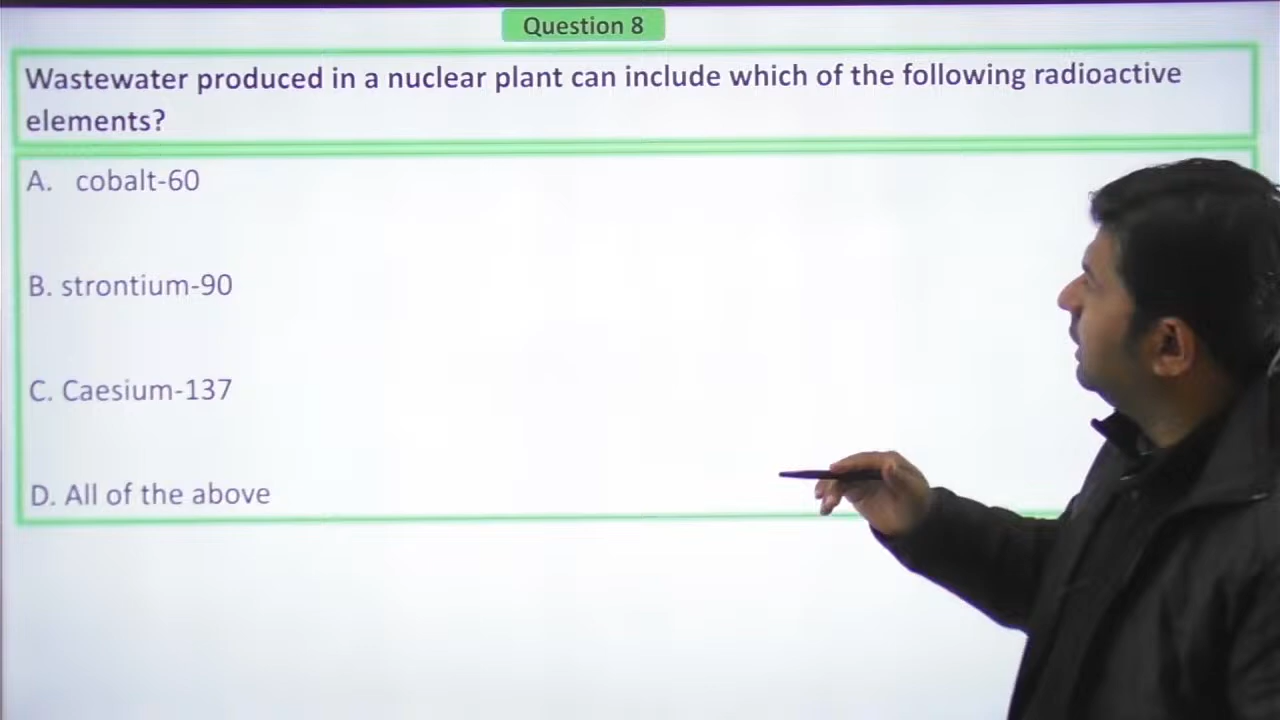 Question 8
Wastewater produced in a nuclear plant can include which of the following radioactive
elements?
A. cobalt-60
B. strontium-90
C. Caesium-137
D. All of the above